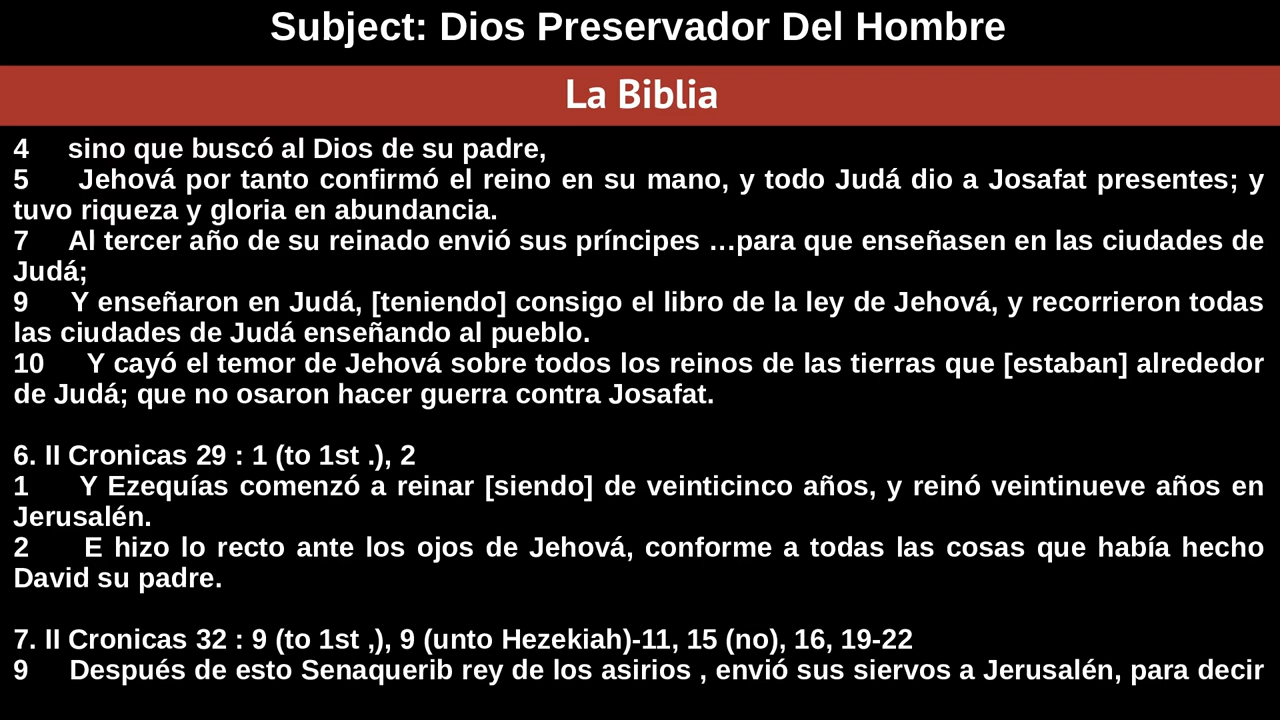 Subject: Dios Preservador Del Hombre
La Biblia
4 sino que buscó al Dios de su padre,
5 Jehová por tanto confirmó el reino en su mano, y todo Judá dio a Josafat presentes; y
tuvo riqueza y gloria en abundancia.
7 Al tercer año de su reinado envió sus príncipes …para que enseñasen en las ciudades de
Judá;
9 Y enseñaron en Judá, [teniendo] consigo el libro de la ley de Jehová, y recorrieron todas
las ciudades de Judá enseñando al pueblo.
10 Y cayó el temor de Jehová sobre todos los reinos de las tierras que [estaban] alrededor
de Judá; que no osaron hacer guerra contra Josafat.
6. II Cronicas 29 : 1 (to 1st .), 2
1 Y Ezequías comenzó a reinar [siendo] de veinticinco años, y reinó veintinueve años en
Jerusalén.
2 E hizo lo recto ante los ojos de Jehová, conforme a todas las cosas que había hecho
David su padre.
7. II Cronicas 32 : 9 (to 1st ,), 9 (unto Hezekiah)-11, 15 (no), 16, 19-22
9 Después de esto Senaquerib rey de los asirios , envió sus siervos a Jerusalén, para decir